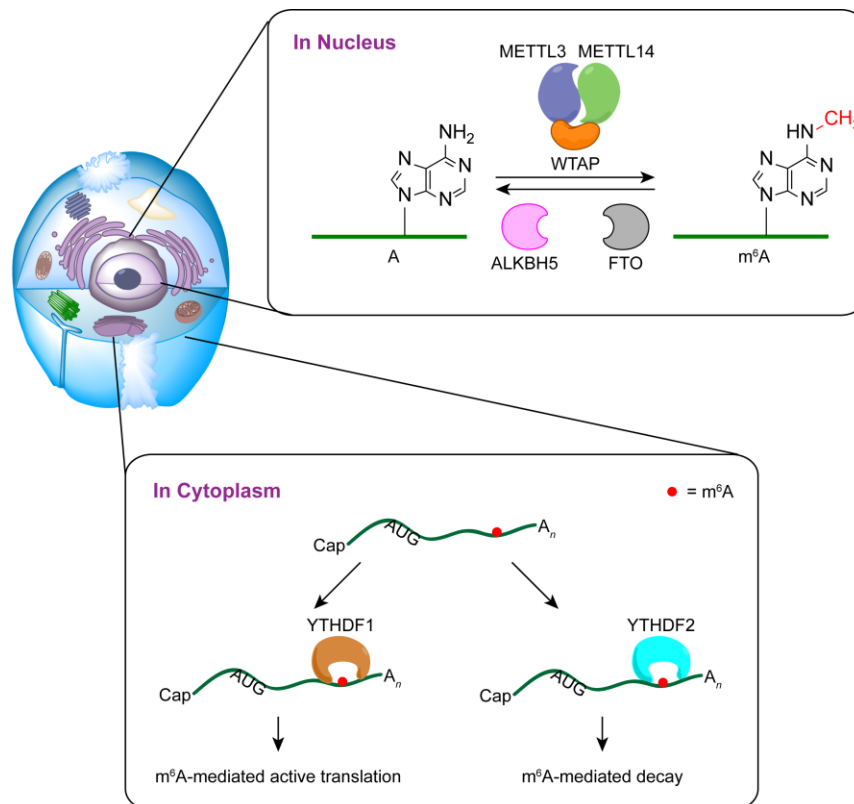 In Nucleus
METTL3 METTL14
NH₂
N
N
N
N
WTAP
HN
CH₃
N
N
N
N
A
ALKBH5
FTO
m⁶A
In Cytoplasm
= m⁶A
Cap
AUG
Aₙ
YTHDF1
YTHDF2
Cap
AUG
Aₙ
Cap
AUG
Aₙ
m⁶A-mediated active translation
m⁶A-mediated decay